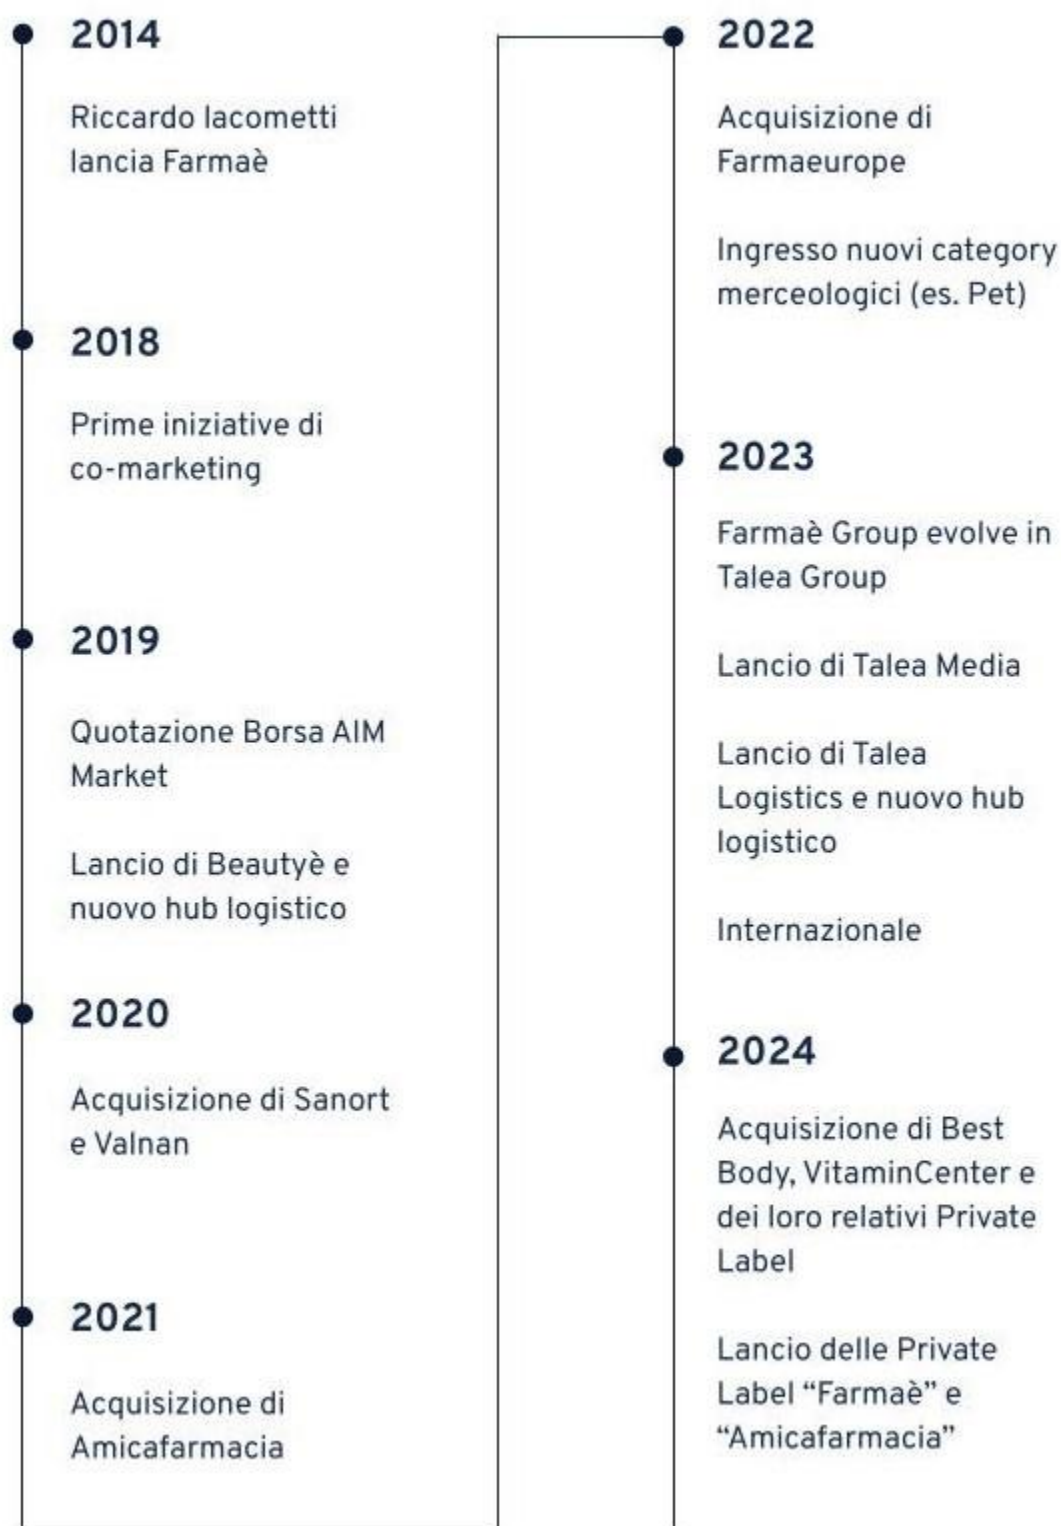 2014
Riccardo Iacometti
lancia Farmaè
2018
Prime iniziative di
co-marketing
2019
Quotazione Borsa AIM
Market
Lancio di Beautyè e
nuovo hub logistico
2020
Acquisizione di Sanort
e Valnan
2021
Acquisizione di
Amicafarmacia
2022
Acquisizione di
Farmaeurope
Ingresso nuovi category
merceologici (es. Pet)
2023
Farmaè Group evolve in
Talea Group
Lancio di Talea Media
Lancio di Talea
Logistics e nuovo hub
logistico
Internazionale
2024
Acquisizione di Best
Body, VitaminCenter e
dei loro relativi Private
Label
Lancio delle Private
Label “Farmaè” e
“Amicafarmacia”